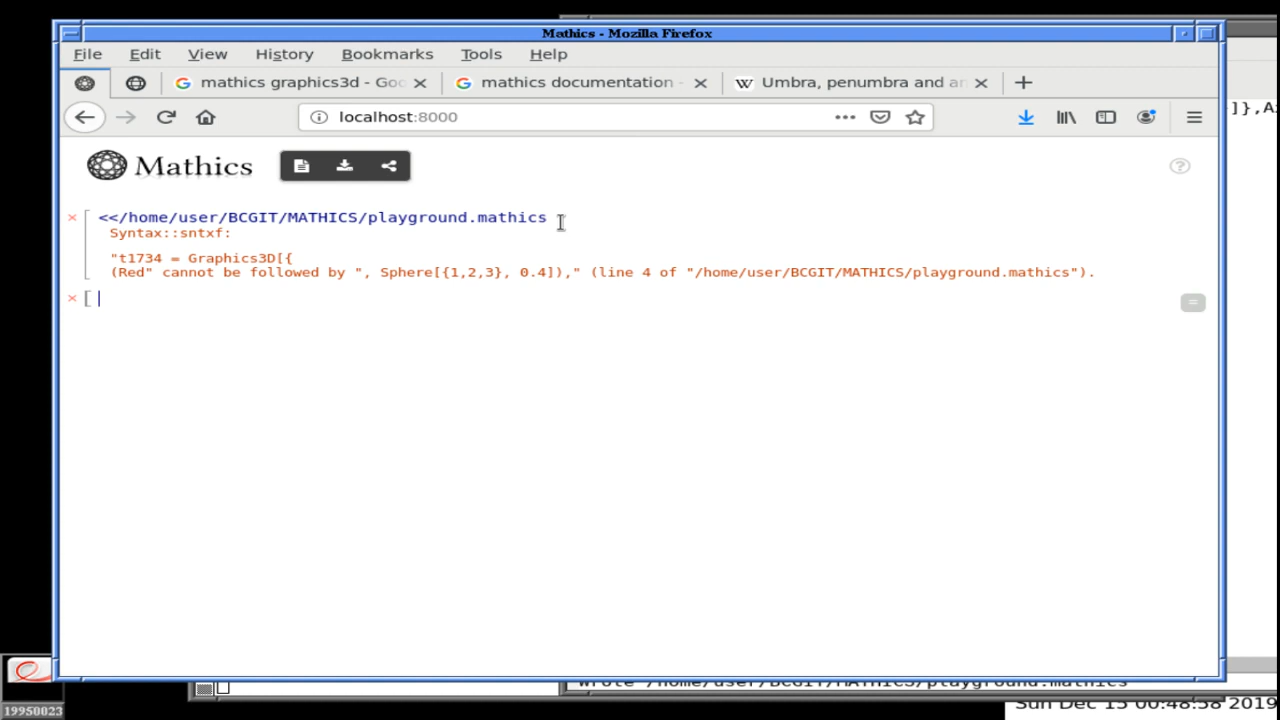 Mathics - Mozilla Firefox
File Edit View History Bookmarks Tools Help
mathics graphics3d - Goo
mathics documentation -
Umbra, penumbra and an
localhost:8000
]},A
Mathics
<</home/user/BCGIT/MATHICS/playground.mathics
Syntax::sntxf:
"t1734 = Graphics3D[{
(Red" cannot be followed by ", Sphere[{1,2,3}, 0.4])," (line 4 of "/home/user/BCGIT/MATHICS/playground.mathics").
=
Wrote /home/user/BCGIT/MATHICS/playground.mathics
19950023
Sun Dec 15 00:48:58 2019